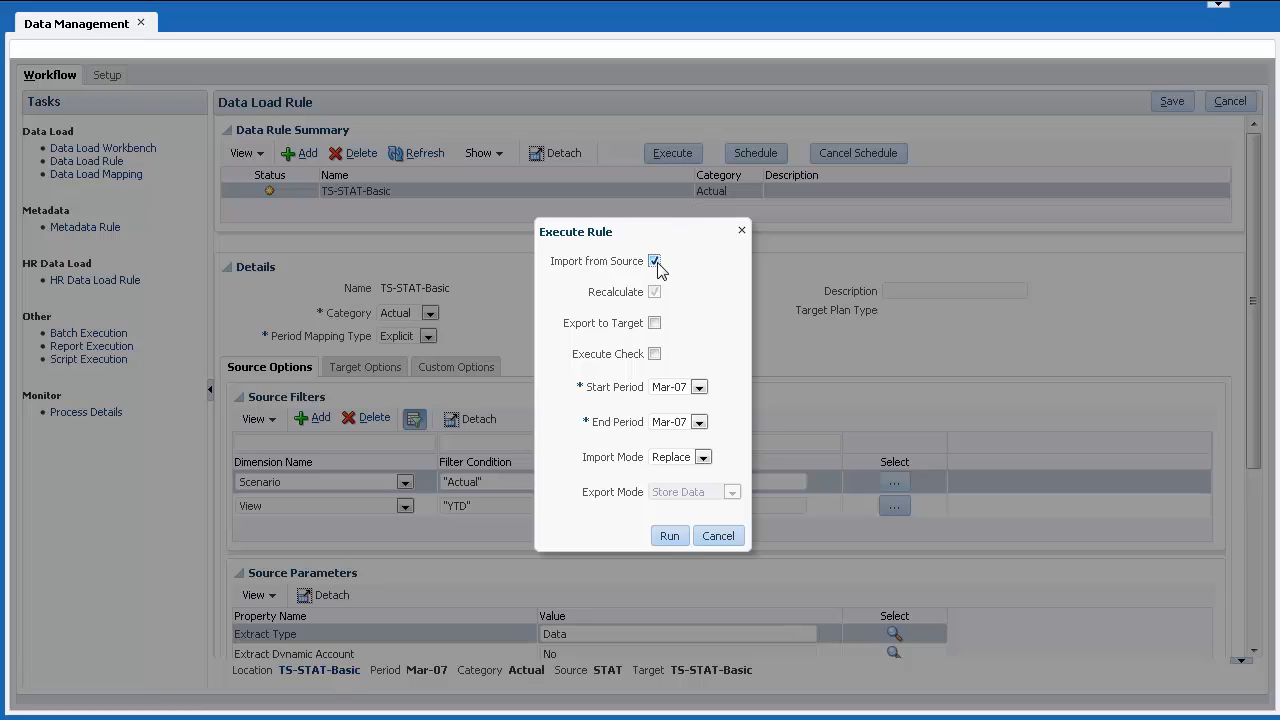 Data Management ×
Workflow Setup
Tasks
Data Load
Data Load Workbench
Data Load Rule
Data Load Mapping
Metadata
Metadata Rule
HR Data Load
HR Data Load Rule
Other
Batch Execution
Report Execution
Script Execution
Monitor
Process Details
Data Load Rule Save Cancel
Data Rule Summary
View Add Delete Refresh Show Detach Execute Schedule Cancel Schedule
Status Name Category Description
TS-STAT-Basic Actual
Details
Name TS-STAT-Basic
* Category Actual
* Period Mapping Type Explicit
Description
Target Plan Type
Source Options Target Options Custom Options
Source Filters
View Add Delete Detach
Dimension Name Filter Condition Select
Scenario "Actual" ...
View "YTD" ...
Source Parameters
View Detach
Property Name Value Select
Extract Type Data
Extract Dynamic Account No
Location TS-STAT-Basic Period Mar-07 Category Actual Source STAT Target TS-STAT-Basic
Execute Rule ×
Import from Source
Recalculate
Export to Target
Execute Check
* Start Period Mar-07
* End Period Mar-07
Import Mode Replace
Export Mode Store Data
Run Cancel